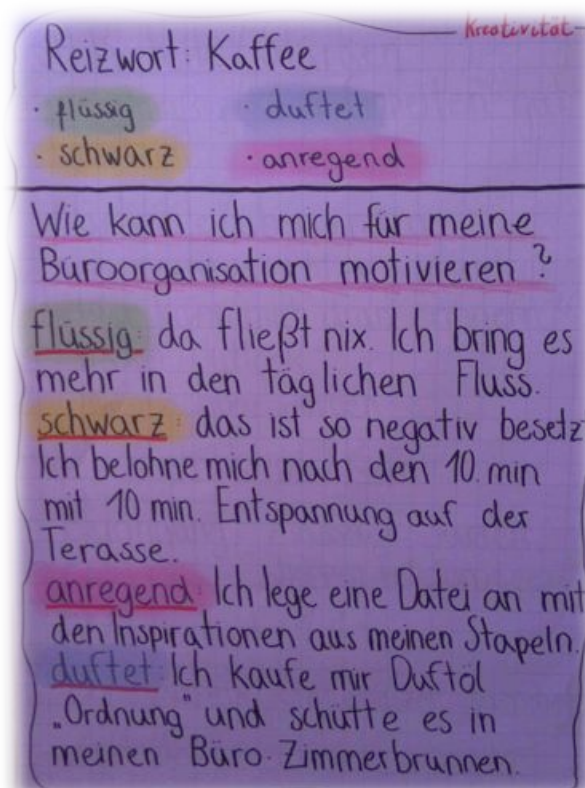 Kreativität
Reizwort: Kaffee
· flüssig · duftet
· schwarz · anregend
Wie kann ich mich für meine
Büroorganisation motivieren?
flüssig: da fließt nix. Ich bring es
mehr in den täglichen Fluss.
schwarz: das ist so negativ besetz
Ich belohne mich nach den 10. min
mit 10 min. Entspannung auf der
Terasse.
anregend: Ich lege eine Datei an mit
den Inspirationen aus meinen Stapeln.
duftet: Ich kaufe mir Duftöl
„Ordnung" und schütte es in
meinen Büro-Zimmerbrunnen.